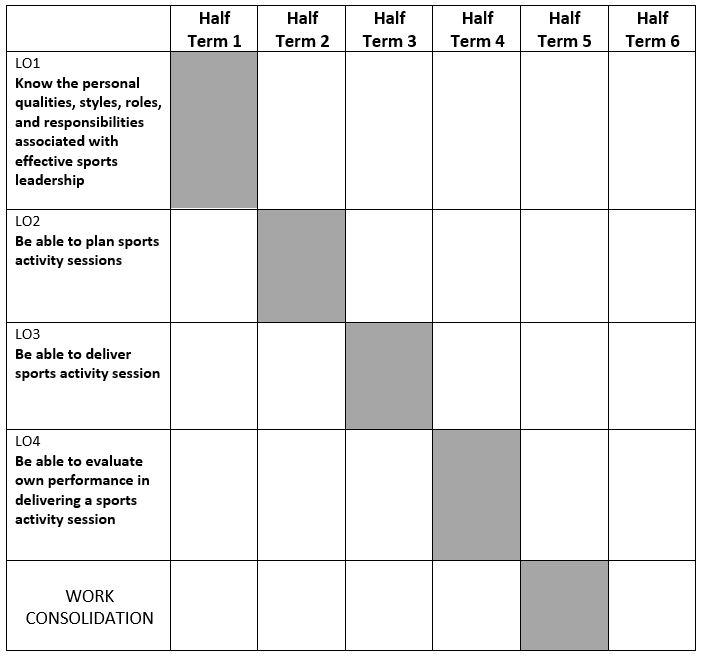 Half Term 1
Half Term 2
Half Term 3
Half Term 4
Half Term 5
Half Term 6
LO1
Know the personal
qualities, styles, roles,
and responsibilities
associated with
effective sports
leadership
LO2
Be able to plan sports
activity sessions
LO3
Be able to deliver
sports activity session
LO4
Be able to evaluate
own performance in
delivering a sports
activity session
WORK
CONSOLIDATION